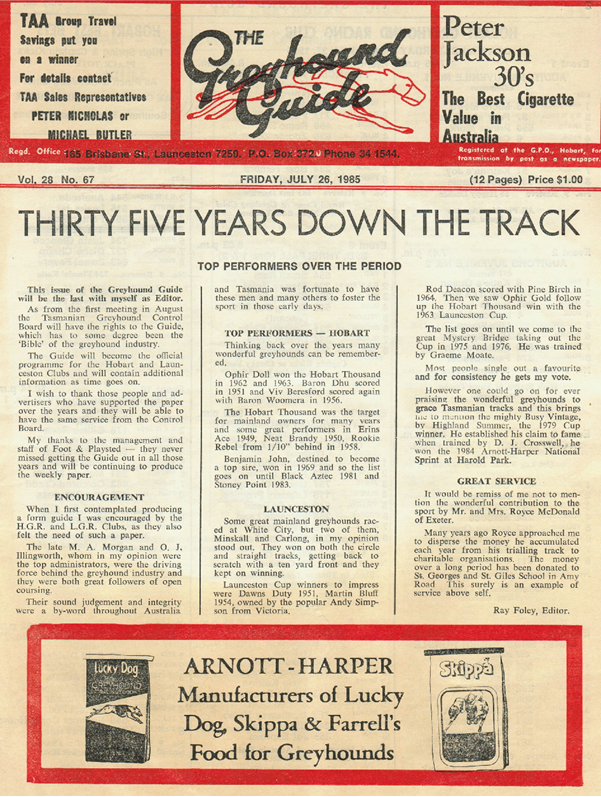 TAA Group Travel
Savings put you
on a winner
For details contact
TAA Sales Representatives
PETER NICHOLAS or
MICHAEL BUTLER
THE
Greyhound
Guide
Peter
Jackson
30's
The Best Cigarette
Value in
Australia
Regd. Office 185 Brisbane St., Launceston 7250. P.O. Box 372. Phone 34 1544.
Registered at the G.P.O., Hobart, for
transmission by post as a newspaper.
Vol. 28 No. 67
FRIDAY, JULY 26, 1985
(12 Pages) Price $1.00
THIRTY FIVE YEARS DOWN THE TRACK
TOP PERFORMERS OVER THE PERIOD
This issue of the Greyhound Guide
will be the last with myself as Editor.
As from the first meeting in August
the Tasmanian Greyhound Control
Board will have the rights to the Guide,
which has to some degree been the
'Bible' of the greyhound industry.
The Guide will become the official
programme for the Hobart and Laun-
ceston Clubs and will contain additional
information as time goes on.
I wish to thank those people and ad-
vertisers who have supported the paper
over the years and they will be able to
have the same service from the Control
Board.
My thanks to the management and
staff of Foot & Playsted — they never
missed getting the Guide out in all those
years and will be continuing to produce
the weekly paper.
ENCOURAGEMENT
When I first contemplated producing
a form guide I was encouraged by the
H.G.R. and L.G.R. Clubs, as they also
felt the need of such a paper.
The late M. A. Morgan and O. J.
Illingworth, whom in my opinion were
the top administrators, were the driving
force behind the greyhound industry and
they were both great followers of open
coursing.
Their sound judgement and integrity
were a by-word throughout Australia
and Tasmania was fortunate to have
these men and many others to foster the
sport in those early days.
TOP PERFORMERS — HOBART
Thinking back over the years many
wonderful greyhounds can be remember-
ed.
Ophir Doll won the Hobart Thousand
in 1962 and 1963. Baron Dhu scored
in 1951 and Viv Beresford scored again
with Baron Woomera in 1956.
The Hobart Thousand was the target
for mainland owners for many years
and some great performers in Erins
Ace 1949, Neat Brandy 1950, Rookie
Rebel from 1/10" behind in 1958.
Benjamin John, destined to become
a top sire, won in 1969 and so the list
goes on until Black Aztec 1981 and
Stoney Point 1983.
LAUNCESTON
Some great mainland greyhounds rac-
ed at White City, but two of them,
Minskall and Carlong, in my opinion
stood out. They won on both the circle
and straight tracks, getting back to
scratch with a ten yard front and they
kept on winning.
Launceston Cup winners to impress
were Dawns Duty 1951, Martin Bluff
1954, owned by the popular Andy Simp-
son from Victoria.
Rod Deacon scored with Pine Birch in
1964. Then we saw Ophir Gold follow
up the Hobart Thousand win with the
1963 Launceston Cup.
The list goes on until we come to the
great Mystery Bridge taking out the
Cup in 1975 and 1976. He was trained
by Graeme Moate.
Most people single out a favourite
and for consistency he gets my vote.
However one could go on for ever
praising the wonderful greyhounds to
grace Tasmanian tracks and this brings
me to mention the mighty Busy Vintage,
by Highland Summer, the 1979 Cup
winner. He established his claim to fame
when trained by D. J. Crosswell, he
won the 1984 Arnott-Harper National
Sprint at Harold Park.
GREAT SERVICE
It would be remiss of me not to men-
tion the wonderful contribution to the
sport by Mr. and Mrs. Royce McDonald
of Exeter.
Many years ago Royce approached me
to disperse the money he accumulated
each year from his trialling track to
charitable organisations. The money
over a long period has been donated to
St. Georges and St. Giles School in Amy
Road This surely is an example of
service above self.
Ray Foley, Editor.
Lucky Dog
ARNOTT-HARPER
Manufacturers of Lucky
Dog, Skippa & Farrell's
Food for Greyhounds
Skippa